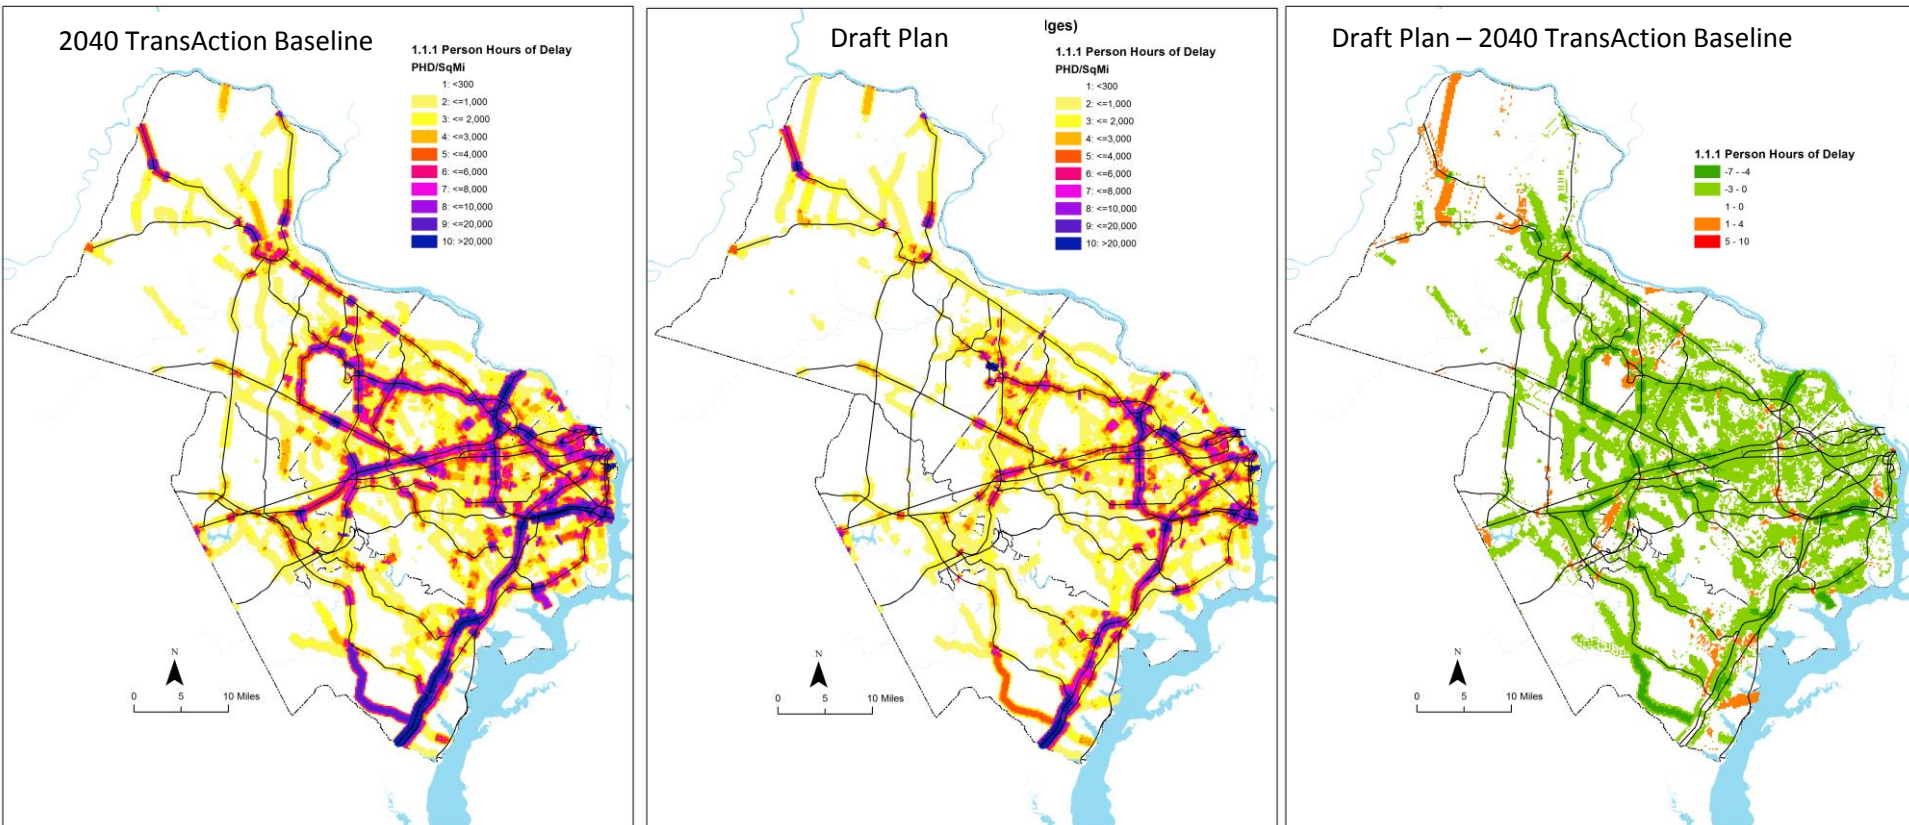 2040 TransAction Baseline
1.1.1 Person Hours of Delay
PHD/SqMi
1: <300
2: <=1,000
3: <= 2,000
4: <=3,000
5: <=4,000
6: <=6,000
7: <=8,000
8: <=10,000
9: <=20,000
10: >20,000
N
0 5 10 Miles
lges)
Draft Plan
1.1.1 Person Hours of Delay
PHD/SqMi
1: <300
2: <=1,000
3: <= 2,000
4: <=3,000
5: <=4,000
6: <=6,000
7: <=8,000
8: <=10,000
9: <=20,000
10: >20,000
N
0 5 10 Miles
Draft Plan – 2040 TransAction Baseline
1.1.1 Person Hours of Delay
-7 - -4
-3 - 0
1 - 0
1 - 4
5 - 10
N
0 5 10 Miles